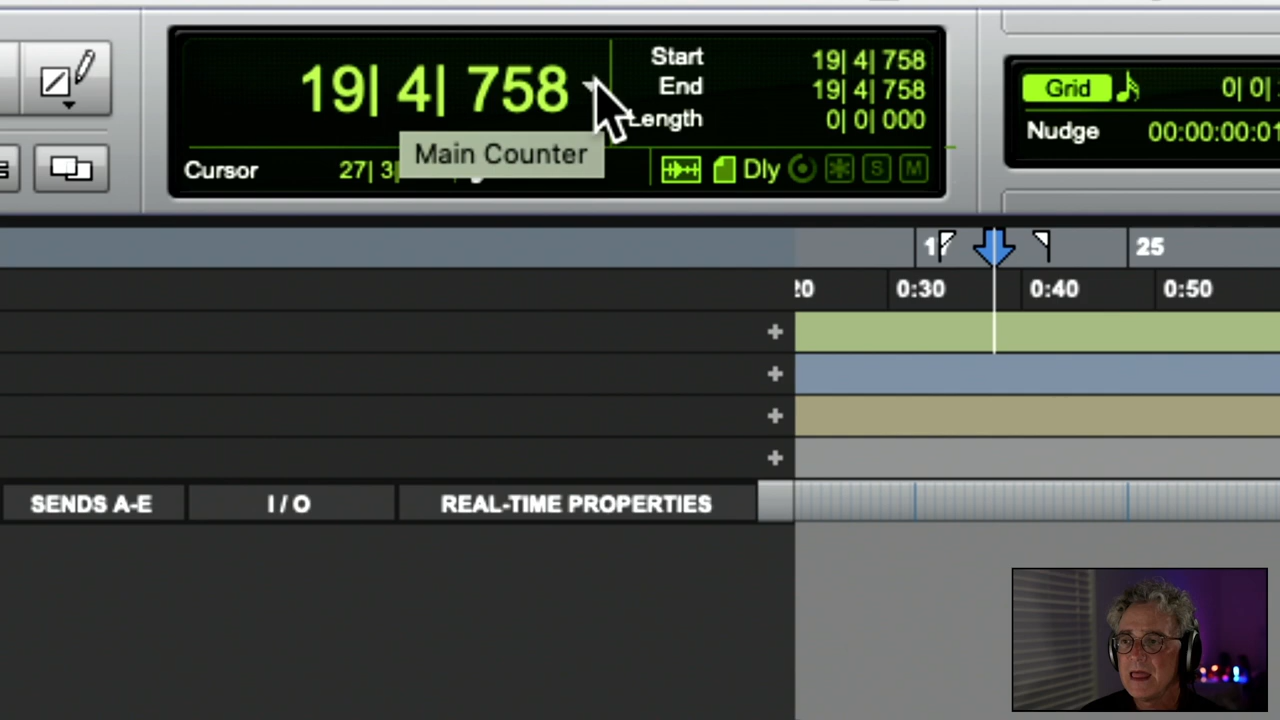 19| 4| 758
Start 19| 4| 758
End 19| 4| 758
Length 0| 0| 000
Main Counter
Cursor 27| 3|
Dly S M
Grid 0| 0|
Nudge 00:00:00:01
25
0:30 0:40 0:50
+
+
+
+
SENDS A-E I / O REAL-TIME PROPERTIES